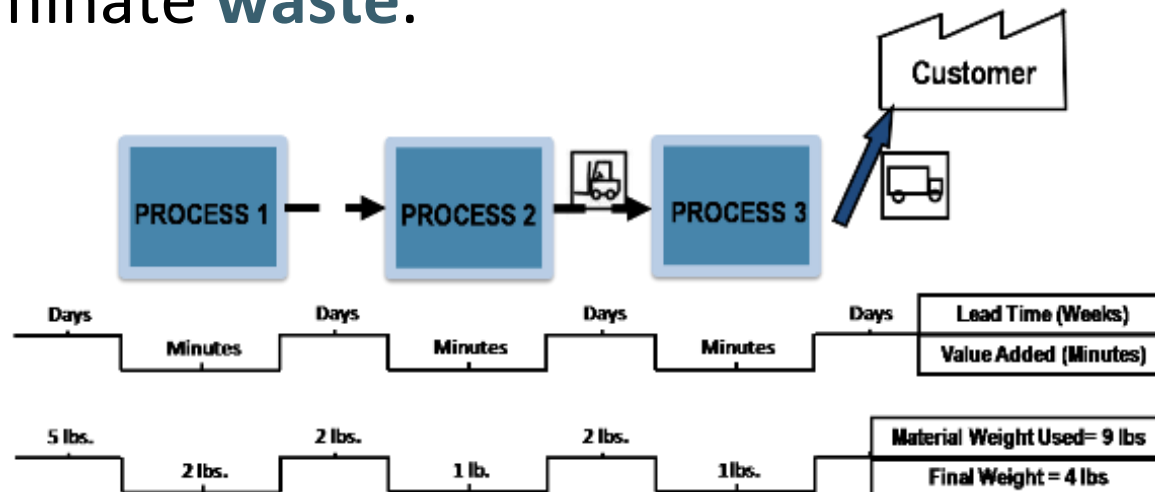 minate waste.
Customer
PROCESS 1
PROCESS 2
PROCESS 3
Days
Days
Days
Days
Lead Time (Weeks)
Minutes
Minutes
Minutes
Value Added (Minutes)
5 lbs.
2 lbs.
2 lbs.
Material Weight Used= 9 lbs
2 lbs.
1 lb.
1lbs.
Final Weight = 4 lbs